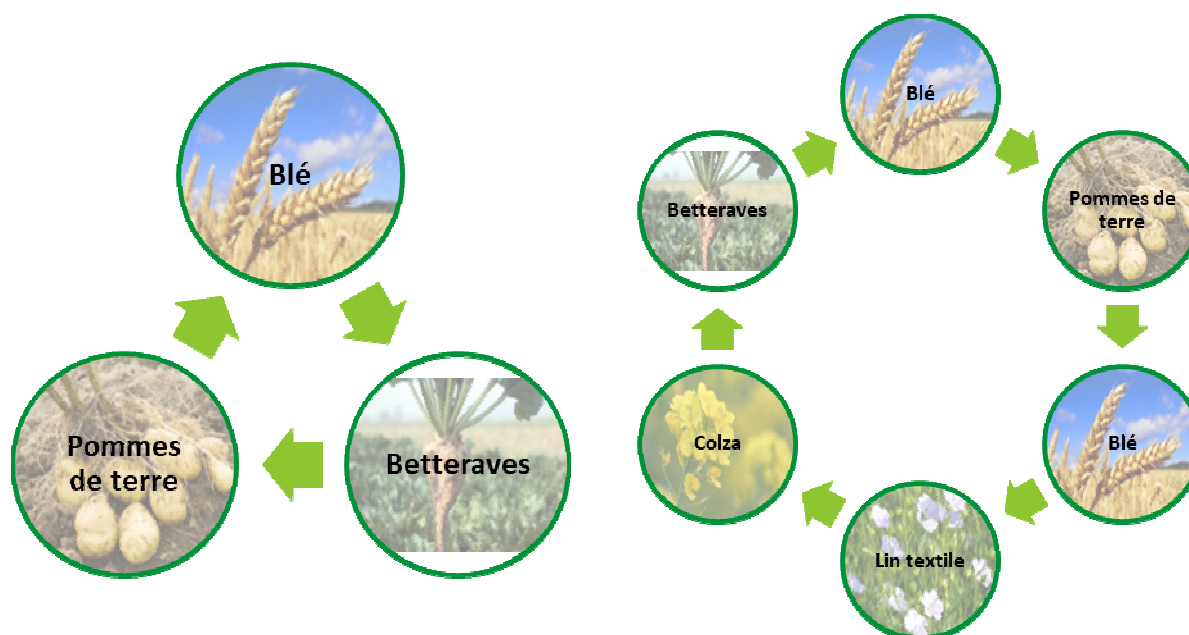 Blé
Betteraves
Pommes
de terre
Blé
Pommes de
terre
Blé
Lin textile
Colza
Betteraves